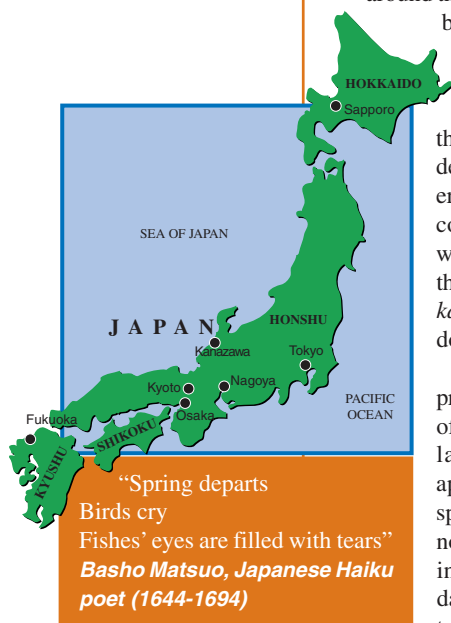 HOKKAIDO
Sapporo
SEA OF JAPAN
JAPAN
HONSHU
Kanazawa
Tokyo
Kyoto
Nagoya
Osaka
PACIFIC
OCEAN
Fukuoka
SHIKOKU
KYUSHU
“Spring departs
Birds cry
Fishes’ eyes are filled with tears”
Basho Matsuo, Japanese Haiku
poet (1644-1694)